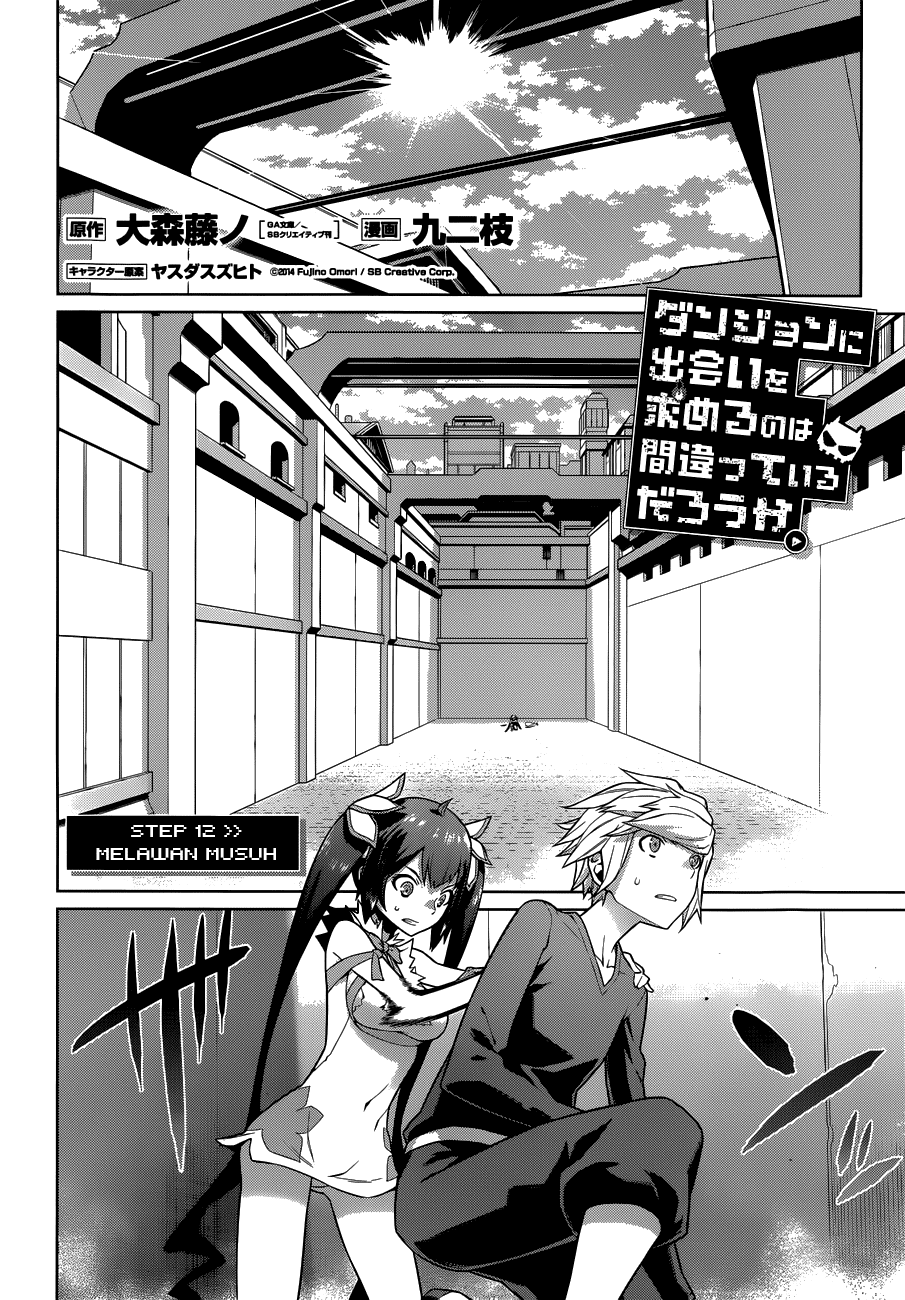 原作 大森藤ノ [GA文庫/SBクリエイティブ刊] 漫画 九二枝
キャラクター原案 ヤスダスズヒト ©2014 Fujino Omori / SB Creative Corp.
ダンジョンに
出会いを
求めるのは
間違っている
だろうか
STEP 12 >>
MELAWAN MUSUH